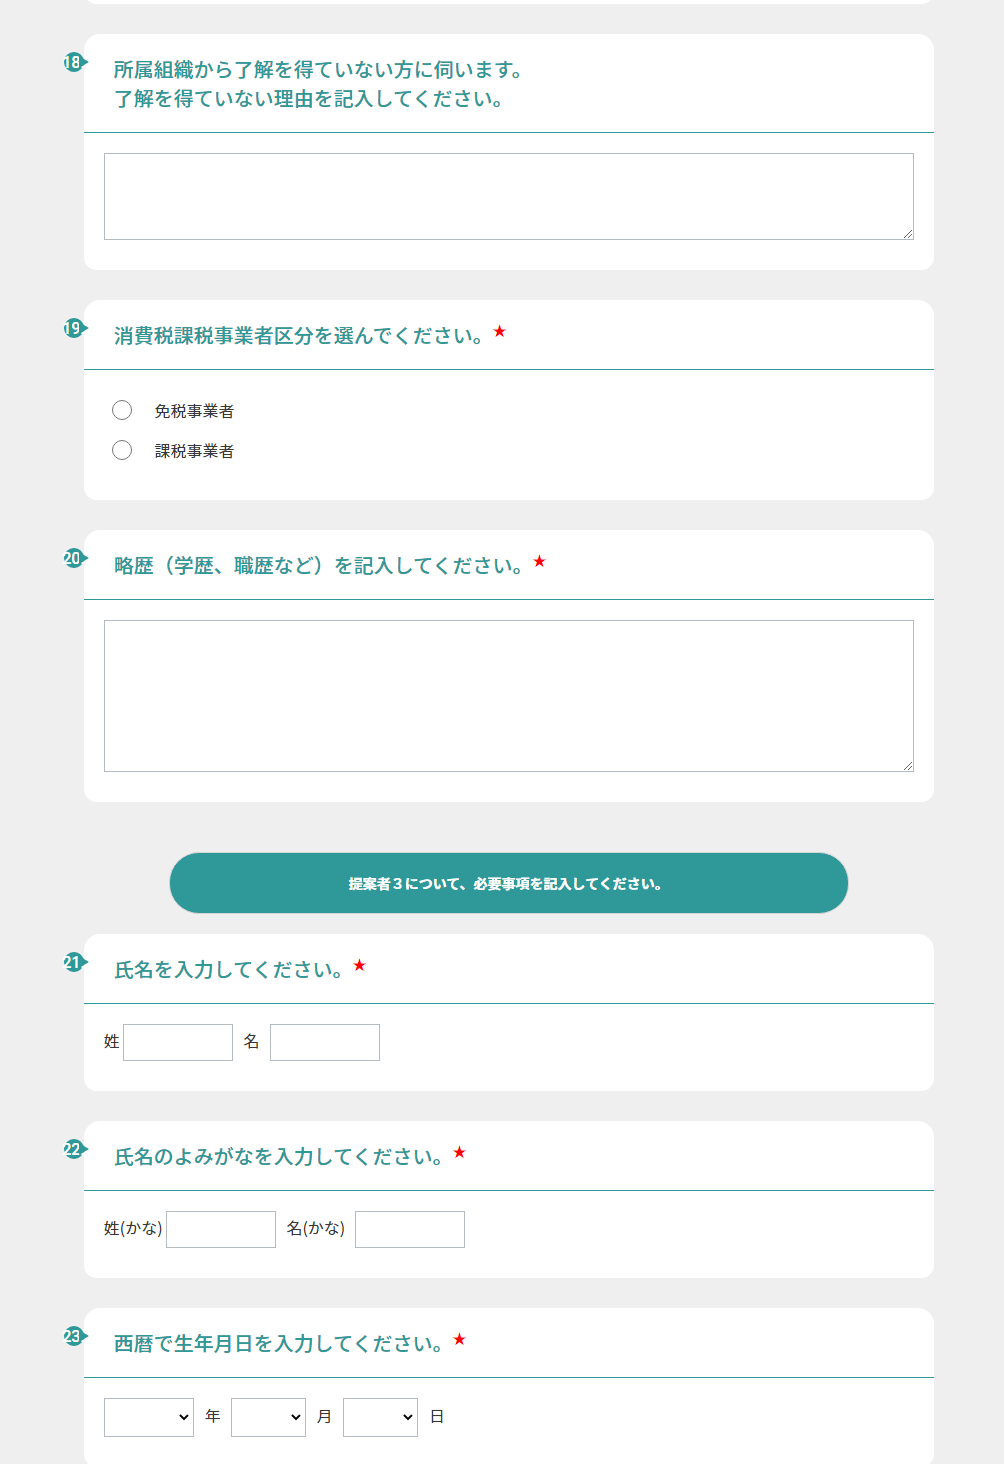 18
所属組織から了解を得ていない方に伺います。
了解を得ていない理由を記入してください。
19
消費税課税事業者区分を選んでください。★
免税事業者
課税事業者
20
略歴（学歴、職歴など）を記入してください。★
提案者３について、必要事項を記入してください。
21
氏名を入力してください。★
姓 名
22
氏名のよみがなを入力してください。★
姓(かな) 名(かな)
23
西暦で生年月日を入力してください。★
年 月 日